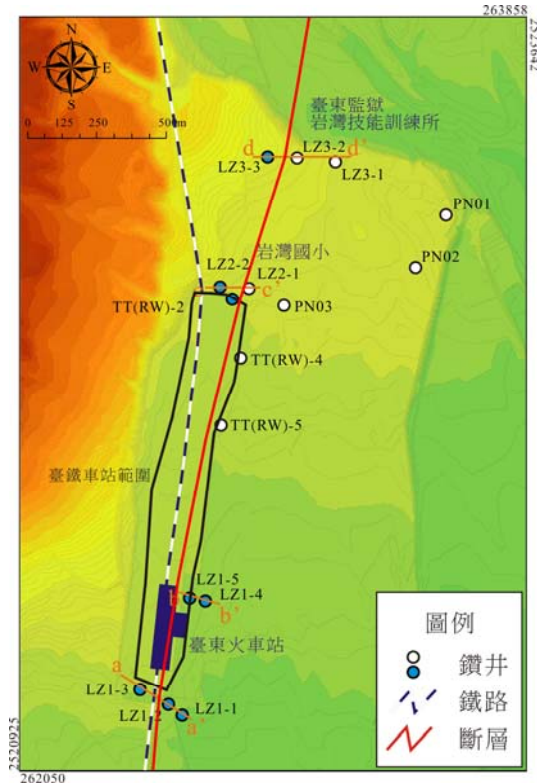 263858
2523642
N
W E
S
0 125 250 500m
臺東監獄
岩灣技能訓練所
d d'
LZ3-2
LZ3-3
LZ3-1
PN01
岩灣國小
PN02
LZ2-2
LZ2-1
c'
TT(RW)-2
PN03
TT(RW)-4
TT(RW)-5
臺鐵車站範圍
LZ1-5
LZ1-4
b'
臺東火車站
a
LZ1-3
LZ1-2
LZ1-1
a'
圖例
鑽井
鐵路
斷層
2520925
262050